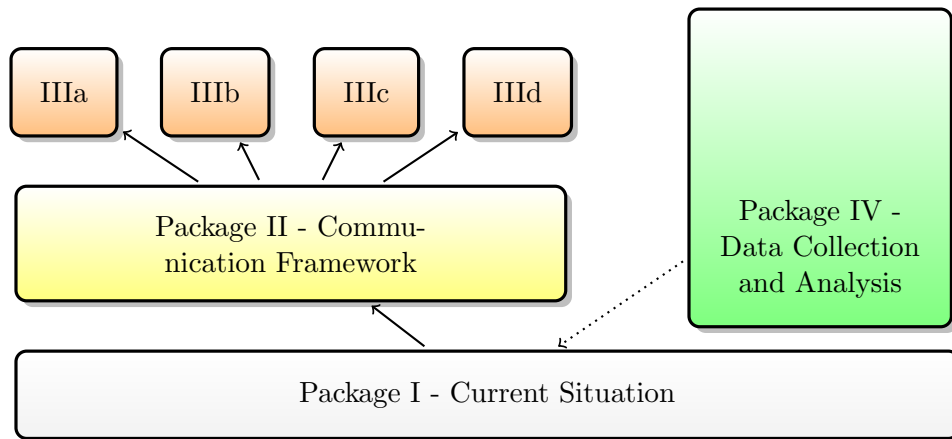 IIIa
IIIb
IIIc
IIId
Package II - Commu-
nication Framework
Package IV -
Data Collection
and Analysis
Package I - Current Situation